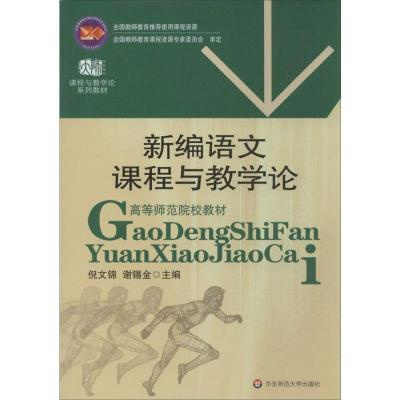 全国教师教育推荐使用课程资源
全国教师教育课程资源专家委员会 审定
大师
课程与教学论
系列教材
新编语文
课程与教学论
高等师范院校教材
GaoDengShiFan
YuanXiaoJiaoCai
倪文锦 谢锡金 主编
华东师范大学出版社